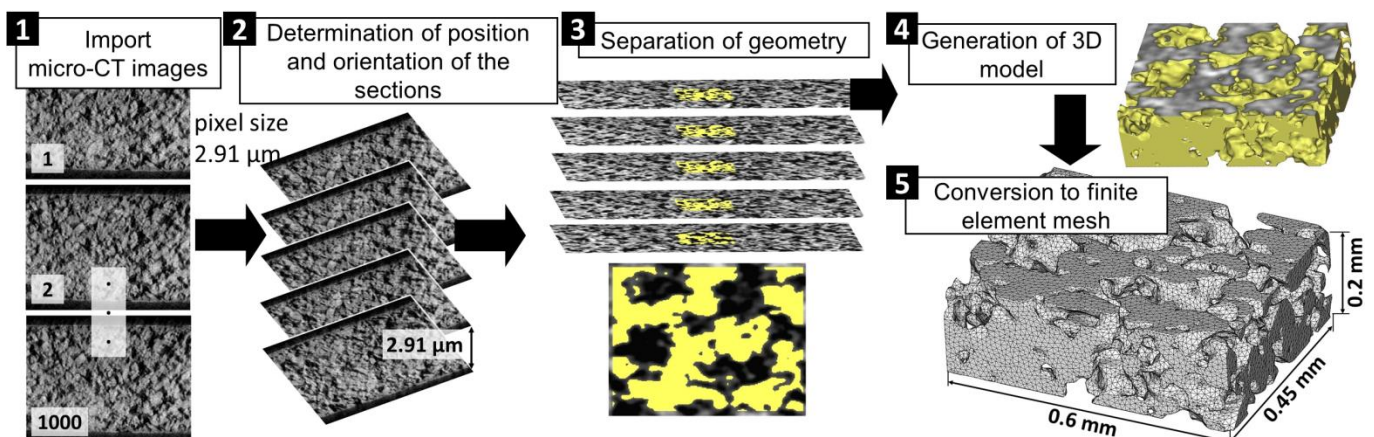 1
Import
micro-CT images
1
2
1000
2
Determination of position
and orientation of the
sections
pixel size
2.91 µm
2.91 µm
3
Separation of geometry
4
Generation of 3D
model
5
Conversion to finite
element mesh
0.2 mm
0.45 mm
0.6 mm